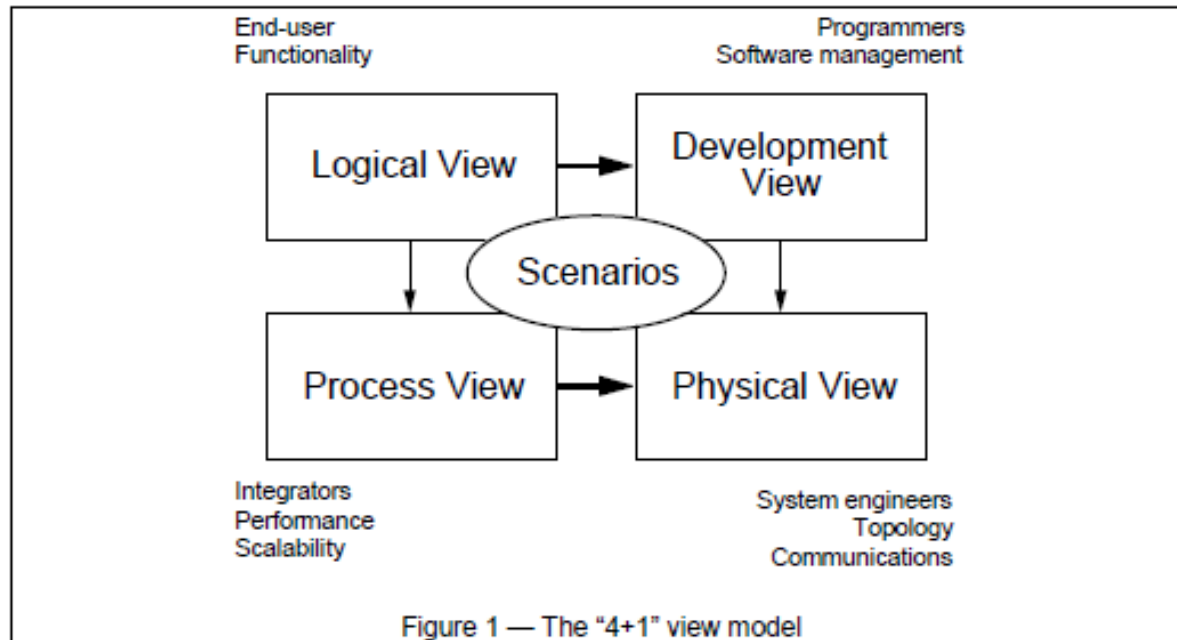 End-user
Functionality
Programmers
Software management
Logical View
Development
View
Scenarios
Process View
Physical View
Integrators
Performance
Scalability
System engineers
Topology
Communications
Figure 1 — The “4+1” view model